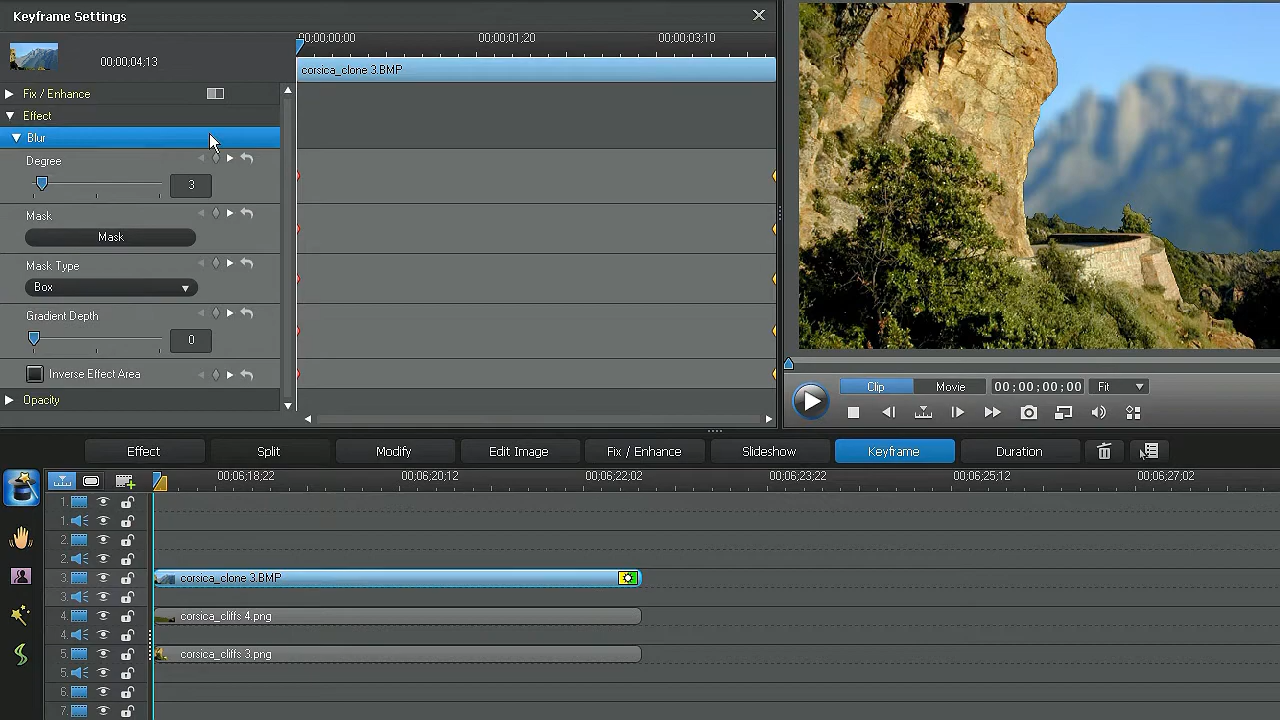 Keyframe Settings
00;00;00;00 00;00;01;20 00;00;03;10
00;00;04;13
corsica_clone 3.BMP
Fix / Enhance
Effect
Blur
Degree
3
Mask
Mask
Mask Type
Box
Gradient Depth
0
Inverse Effect Area
Opacity
Clip Movie 00;00;00;00 Fit
Effect Split Modify Edit Image Fix / Enhance Slideshow Keyframe Duration
00;06;18;22 00;06;20;12 00;06;22;02 00;06;23;22 00;06;25;12 00;06;27;02
1.
1.
2.
2.
3. corsica_clone 3.BMP
3.
4. corsica_cliffs 4.png
4.
5. corsica_cliffs 3.png
5.
6.
7.